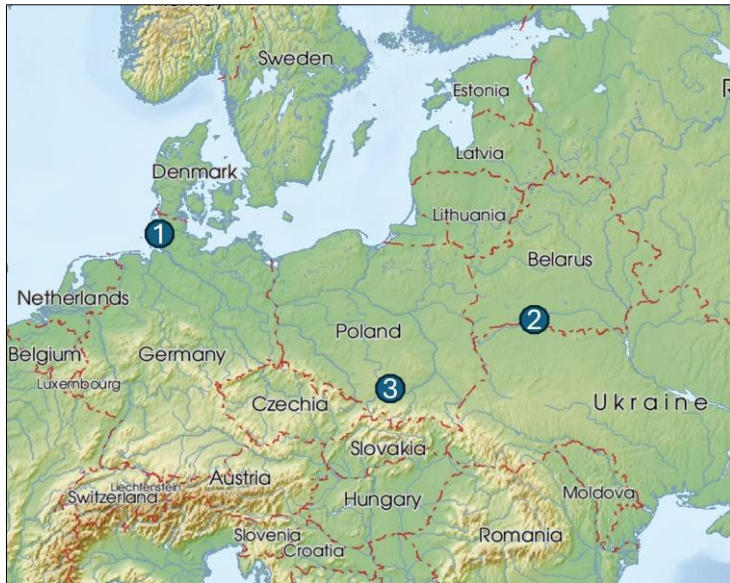 Sweden
Estonia
R
Latvia
Denmark
Lithuania
1
Belarus
Netherlands
2
Poland
Belgium
Germany
Luxembourg
3
Czechia
Ukraine
Slovakia
Austria
Liechtenstein
Switzerland
Hungary
Moldova
Slovenia
Romania
Croatia